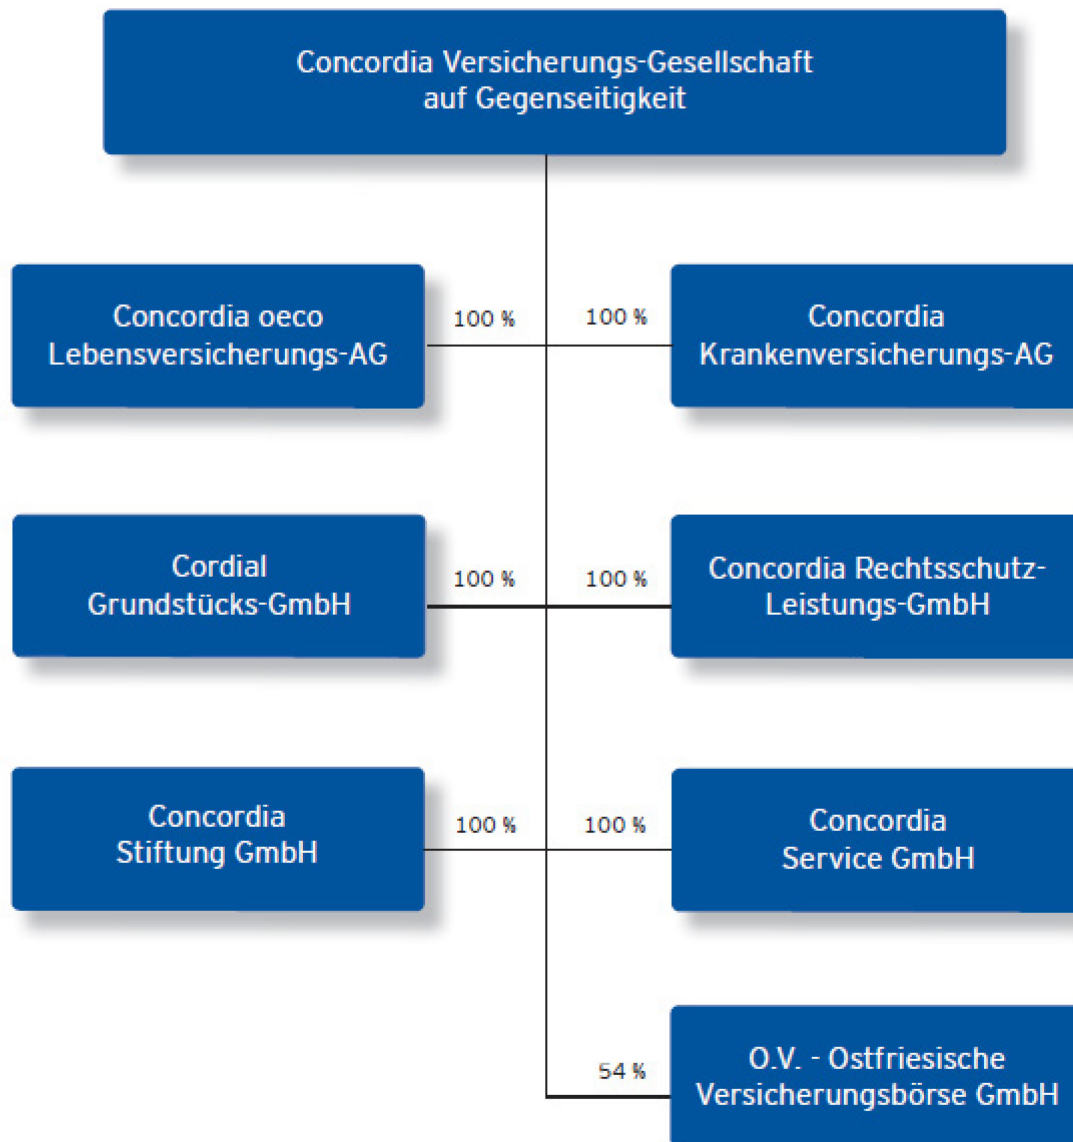 Concordia Versicherungs-Gesellschaft
auf Gegenseitigkeit
Concordia oeco
Lebensversicherungs-AG
100 %
100 %
Concordia
Krankenversicherungs-AG
Cordial
Grundstücks-GmbH
100 %
100 %
Concordia Rechtsschutz-
Leistungs-GmbH
Concordia
Stiftung GmbH
100 %
100 %
Concordia
Service GmbH
54 %
O.V. - Ostfriesische
Versicherungsbörse GmbH